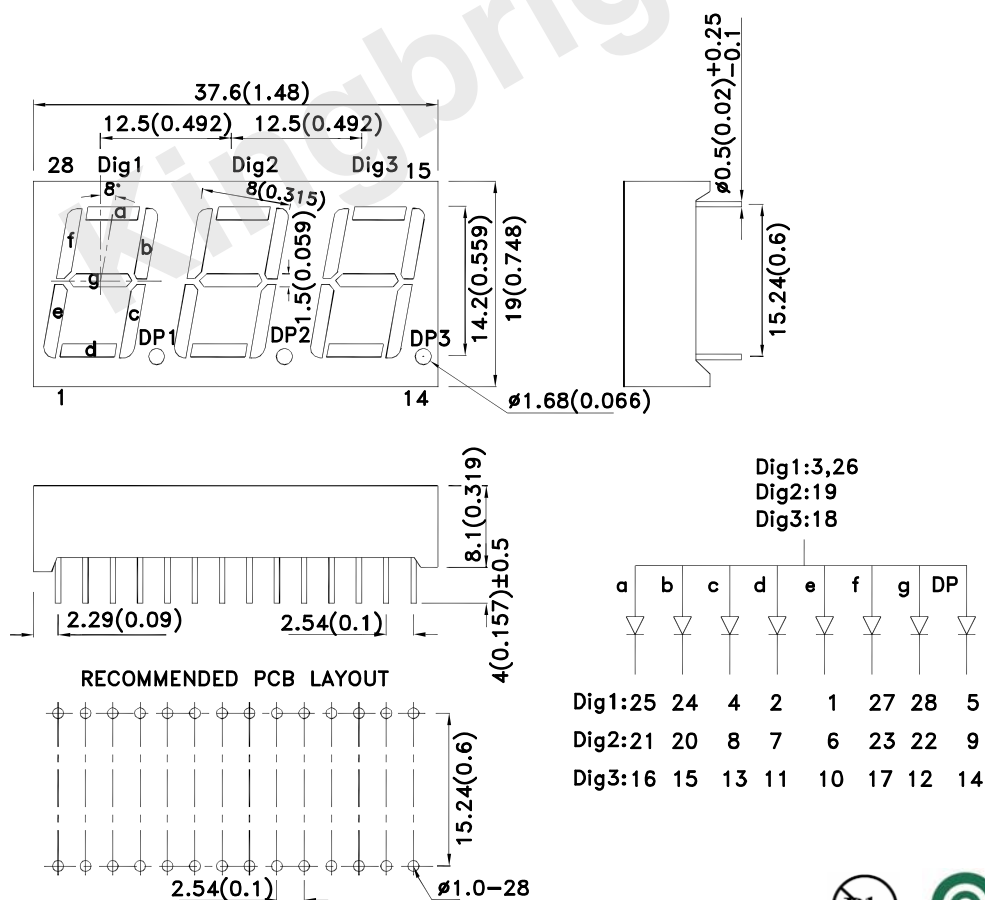 Kingbrig
37.6(1.48)
12.5(0.492) 12.5(0.492)
28 Dig1 Dig2 Dig3 15
8°
8(0.315)
a
f
b
g
e
c
d
1.5(0.059)
14.2(0.559)
19(0.748)
DP1 DP2 DP3
1 14
ø1.68(0.066)
ø0.5(0.02)+0.25
-0.1
15.24(0.6)
8.1(0.319)
4(0.157)±0.5
2.29(0.09) 2.54(0.1)
RECOMMENDED PCB LAYOUT
15.24(0.6)
2.54(0.1)
ø1.0-28
Dig1:3,26
Dig2:19
Dig3:18
a b c d e f g DP
Dig1:25 24 4 2 1 27 28 5
Dig2:21 20 8 7 6 23 22 9
Dig3:16 15 13 11 10 17 12 14